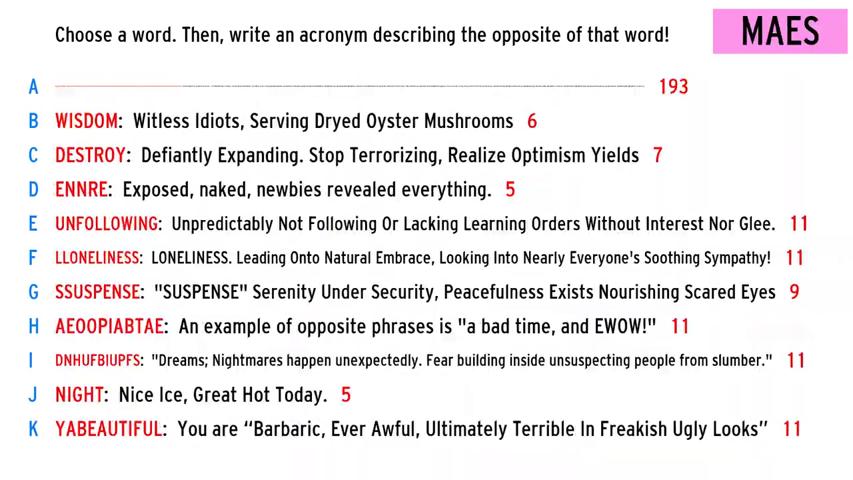 Choose a word. Then, write an acronym describing the opposite of that word!
MAES
A 193
B WISDOM: Witless Idiots, Serving Dryed Oyster Mushrooms 6
C DESTROY: Defiantly Expanding. Stop Terrorizing, Realize Optimism Yields 7
D ENNRE: Exposed, naked, newbies revealed everything. 5
E UNFOLLOWING: Unpredictably Not Following Or Lacking Learning Orders Without Interest Nor Glee. 11
F LLONELINESS: LONELINESS. Leading Onto Natural Embrace, Looking Into Nearly Everyone's Soothing Sympathy! 11
G SSUSPENSE: "SUSPENSE" Serenity Under Security, Peacefulness Exists Nourishing Scared Eyes 9
H AEOOPIABTAE: An example of opposite phrases is "a bad time, and EWOW!" 11
I DNHUFBIUPFS: "Dreams; Nightmares happen unexpectedly. Fear building inside unsuspecting people from slumber." 11
J NIGHT: Nice Ice, Great Hot Today. 5
K YABEAUTIFUL: You are “Barbaric, Ever Awful, Ultimately Terrible In Freakish Ugly Looks” 11